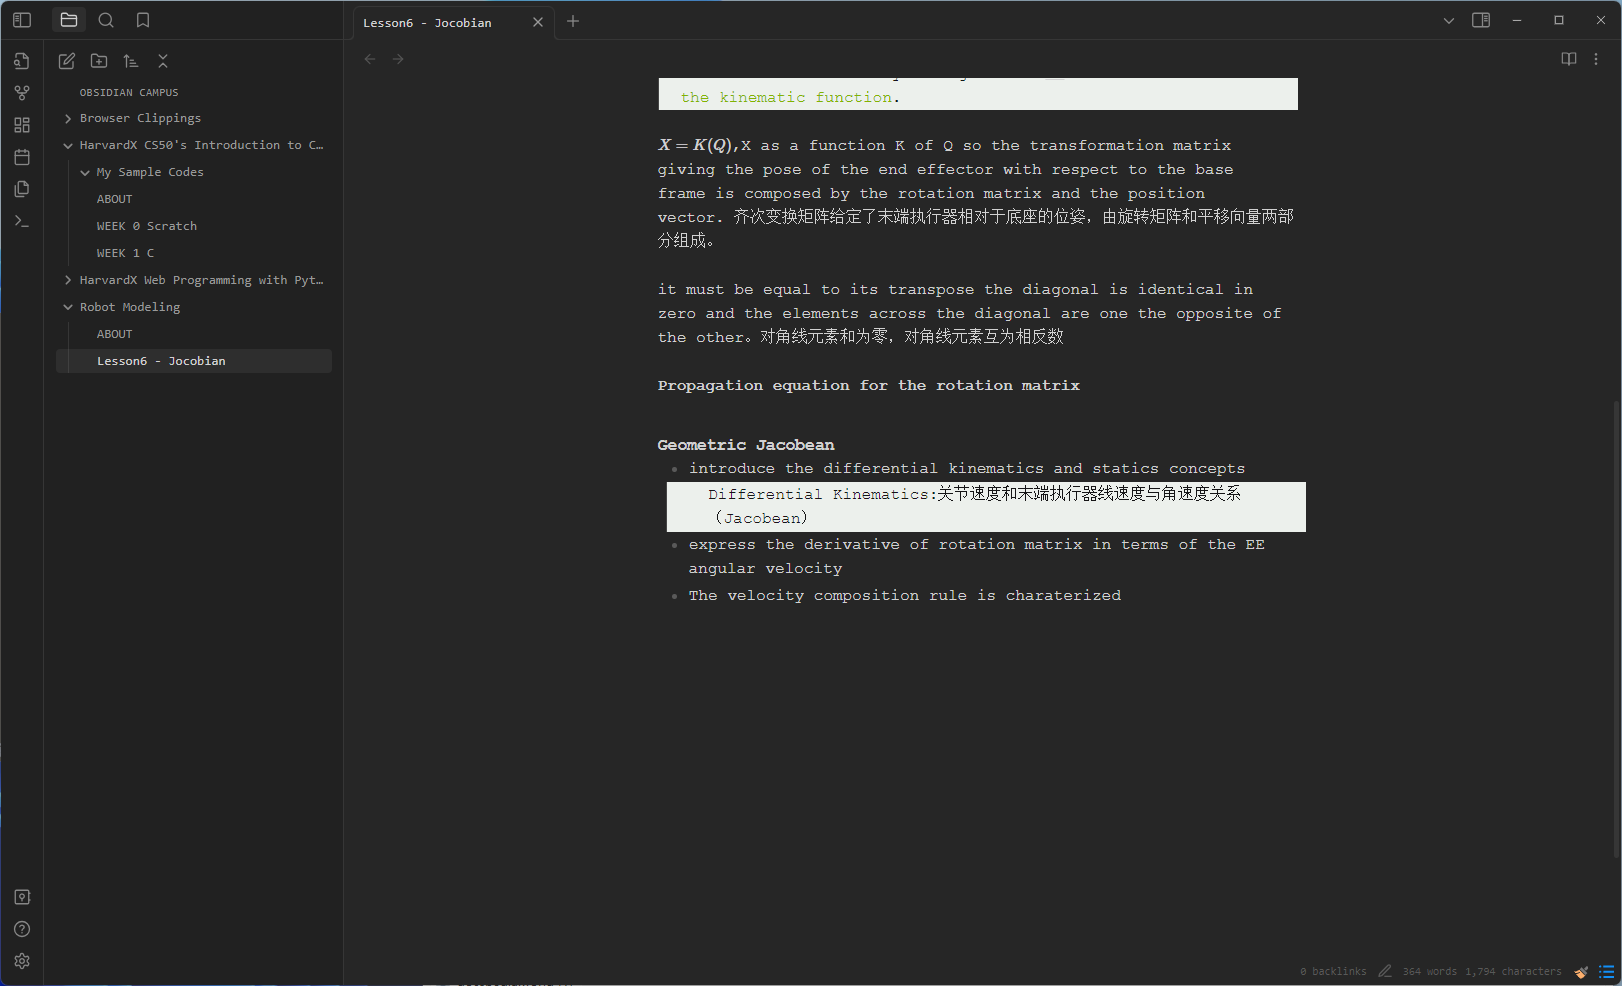 Lesson6 - Jocobian
OBSIDIAN CAMPUS
Browser Clippings
HarvardX CS50's Introduction to C…
My Sample Codes
ABOUT
WEEK 0 Scratch
WEEK 1 C
HarvardX Web Programming with Pyt…
Robot Modeling
ABOUT
Lesson6 - Jocobian
the kinematic function.
X = K(Q),X as a function K of Q so the transformation matrix
giving the pose of the end effector with respect to the base
frame is composed by the rotation matrix and the position
vector. 齐次变换矩阵给定了末端执行器相对于底座的位姿，由旋转矩阵和平移向量两部
分组成。
it must be equal to its transpose the diagonal is identical in
zero and the elements across the diagonal are one the opposite of
the other。对角线元素和为零，对角线元素互为相反数
Propagation equation for the rotation matrix
Geometric Jacobean
introduce the differential kinematics and statics concepts
Differential Kinematics:关节速度和末端执行器线速度与角速度关系
（Jacobean）
express the derivative of rotation matrix in terms of the EE
angular velocity
The velocity composition rule is charaterized
0 backlinks 364 words 1,794 characters